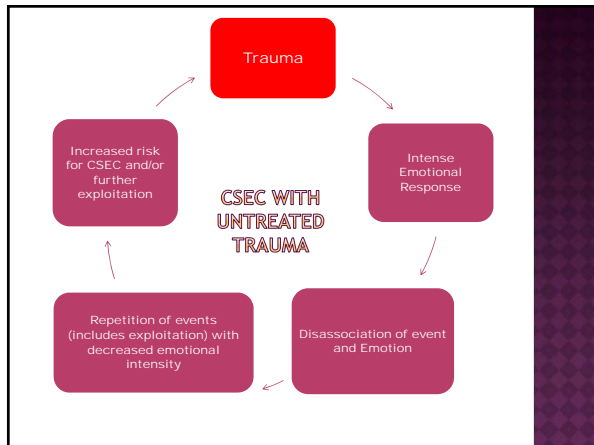 Trauma
Intense
Emotional
Response
Disassociation of event
and Emotion
Repetition of events
(includes exploitation) with
decreased emotional
intensity
Increased risk
for CSEC and/or
further
exploitation
CSEC WITH
UNTREATED
TRAUMA